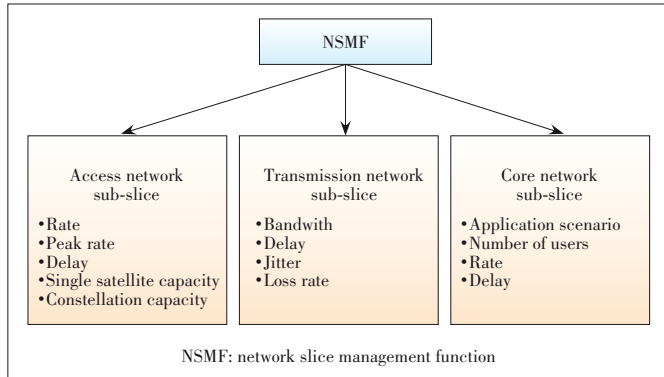 NSMF
Access network
sub-slice
•Rate
•Peak rate
•Delay
•Single satellite capacity
•Constellation capacity
Transmission network
sub-slice
•Bandwith
•Delay
•Jitter
•Loss rate
Core network
sub-slice
•Application scenario
•Number of users
•Rate
•Delay
NSMF: network slice management function